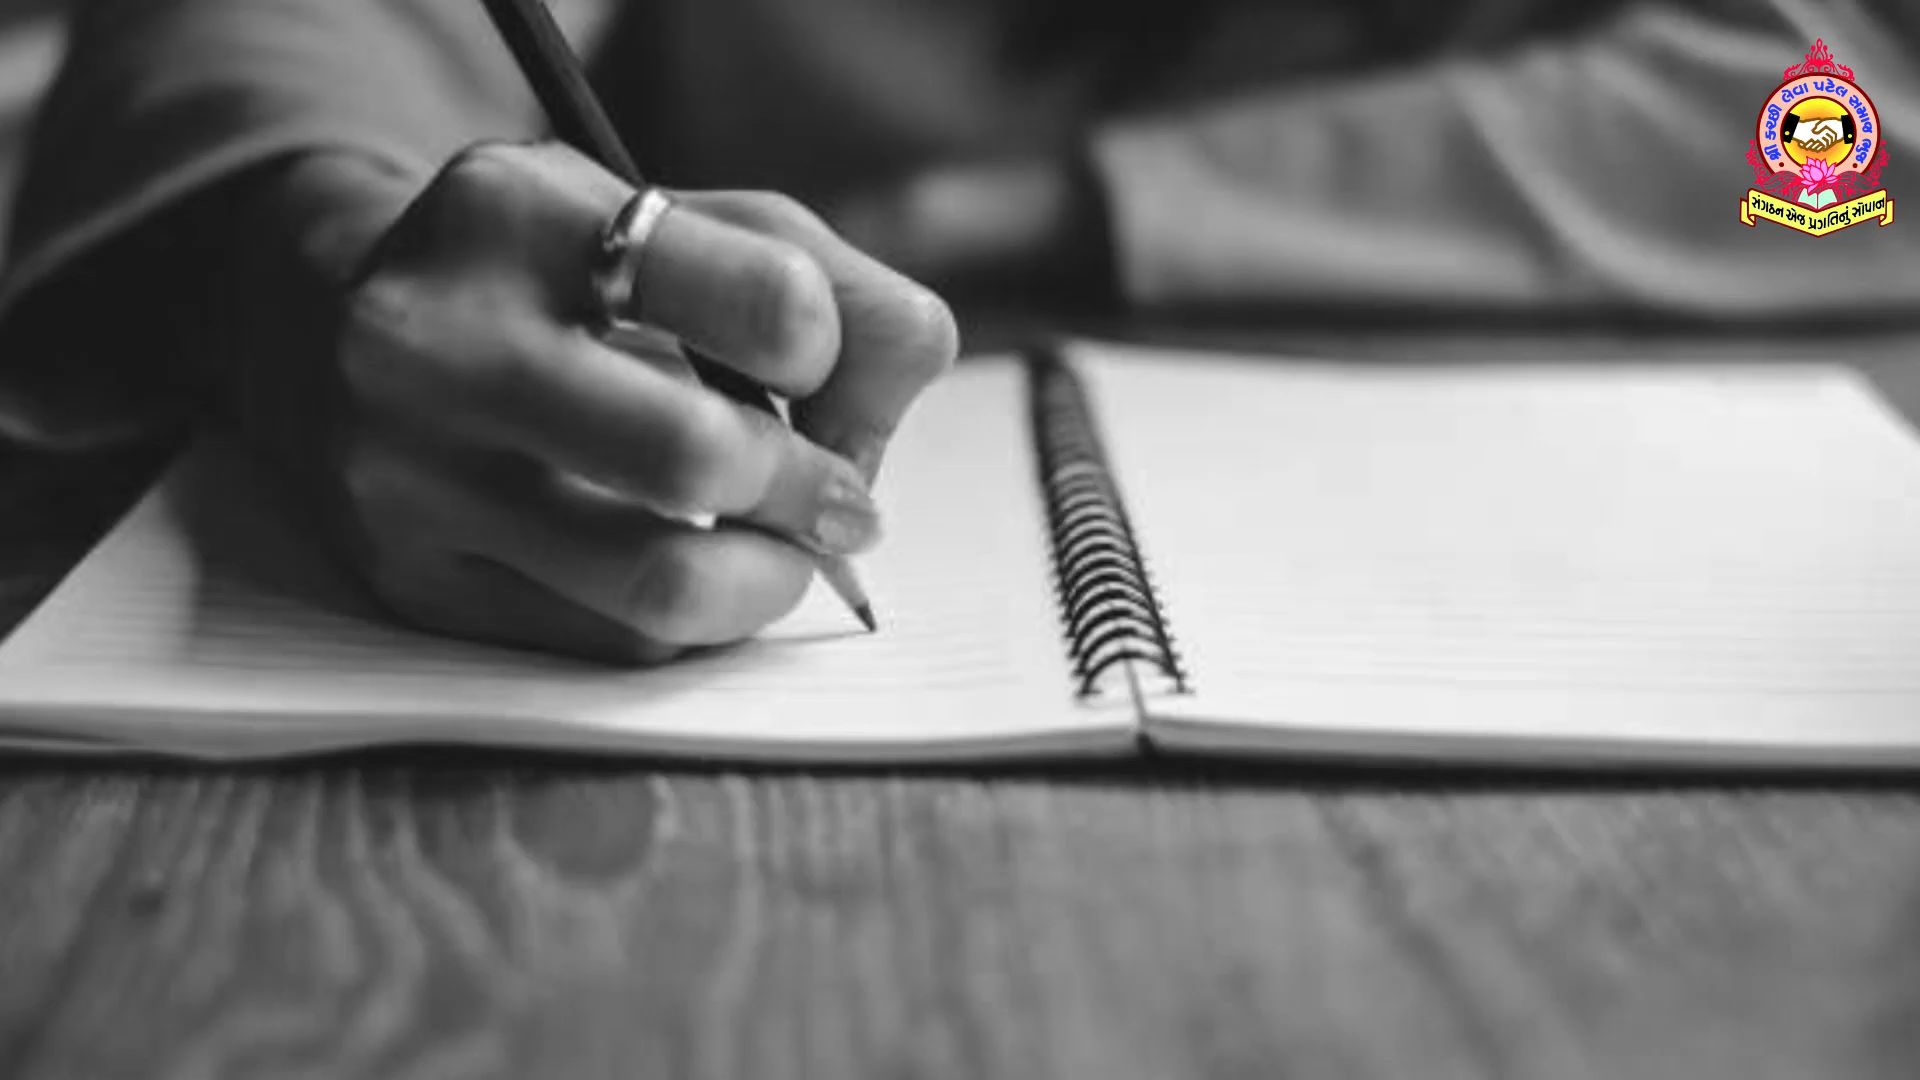 શ્રી કચ્છી લેવા પટેલ સમાજ ભુજ
સંગઠન એજ પ્રગતિનું સોપાન